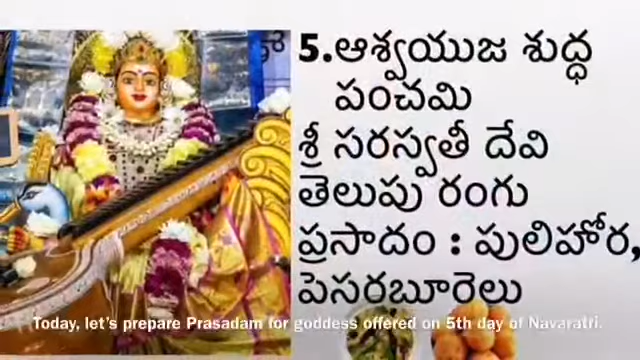 5.ఆశ్వయుజ శుద్ధ
పంచమి
శ్రీ సరస్వతీ దేవి
తెలుపు రంగు
ప్రసాదం : పులిహోర,
పెసరబూరెలు
Today, let's prepare Prasadam for goddess offered on 5th day of Navaratri.